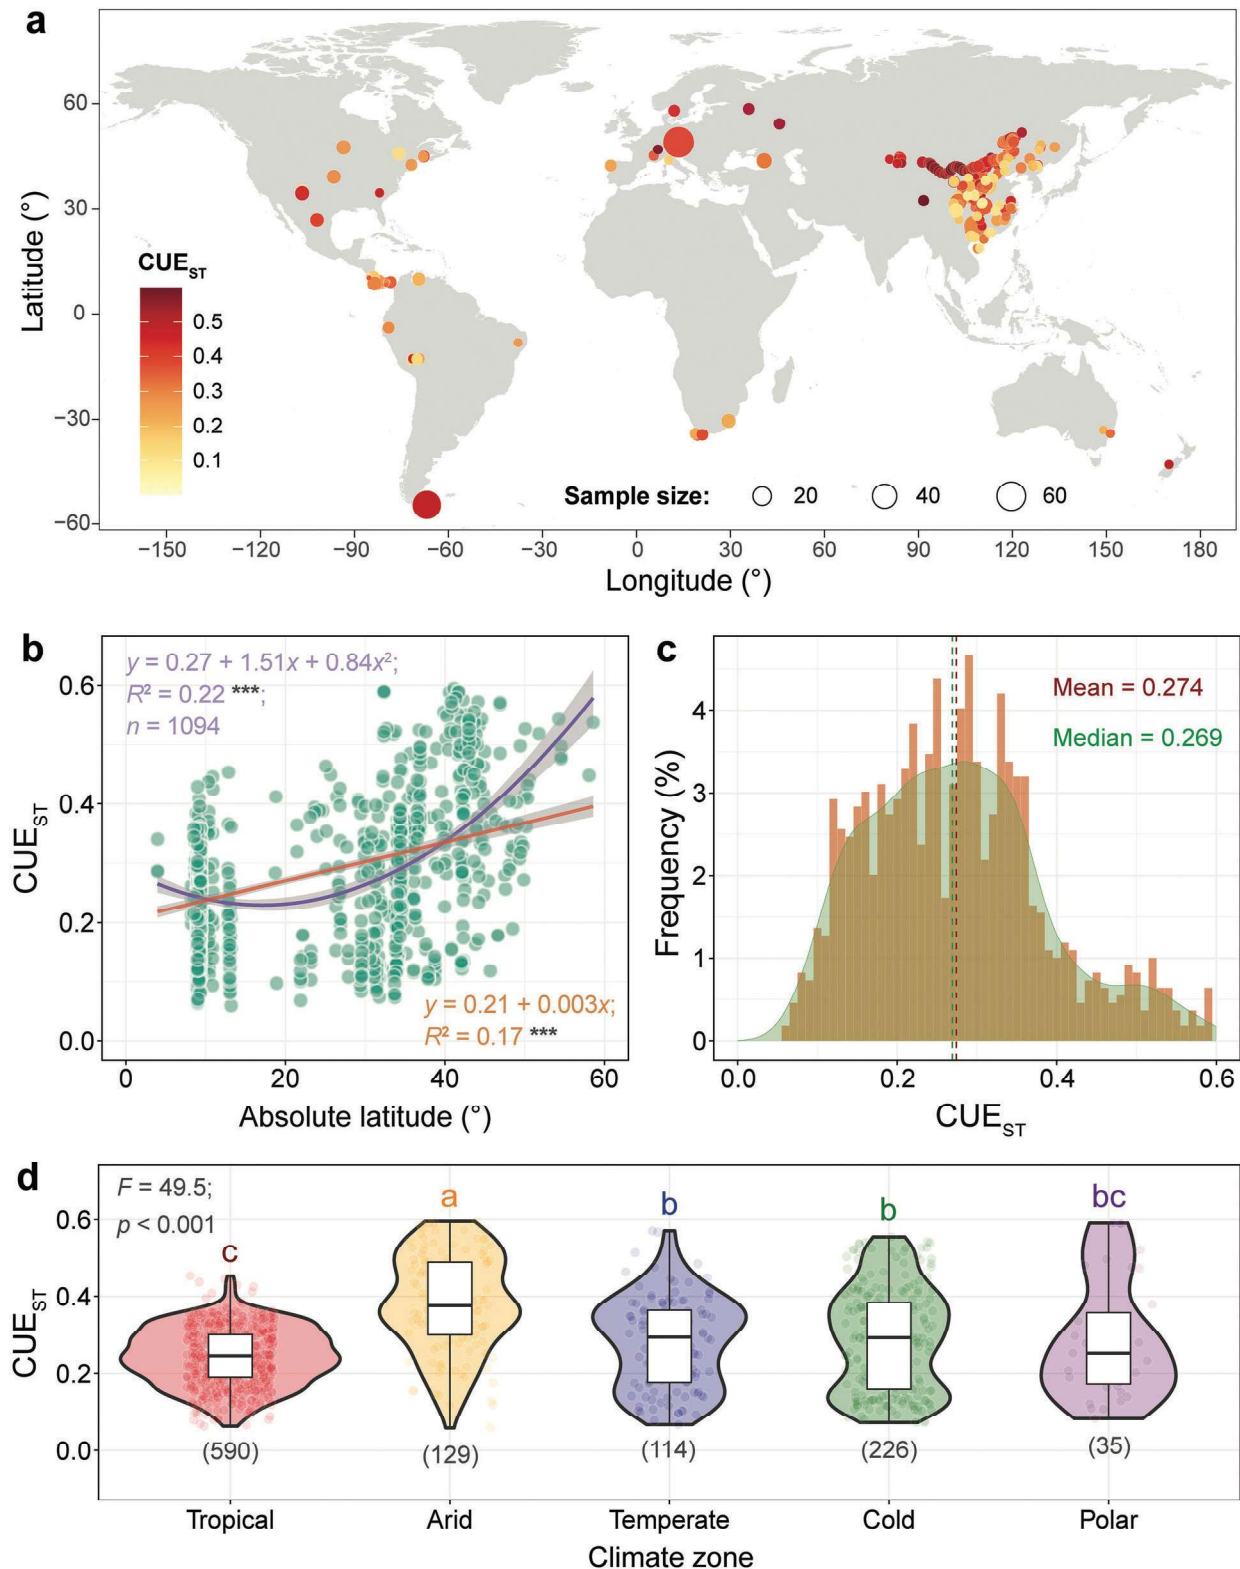 a
60
30
0
−30
−60
Latitude (°)
CUE_ST
0.5
0.4
0.3
0.2
0.1
Sample size: 20 40 60
−150 −120 −90 −60 −30 0 30 60 90 120 150 180
Longitude (°)
b
y = 0.27 + 1.51x + 0.84x²;
R² = 0.22 ***;
n = 1094
0.6
0.4
0.2
0.0
CUE_ST
y = 0.21 + 0.003x;
R² = 0.17 ***
0 20 40 60
Absolute latitude (°)
c
Mean = 0.274
Median = 0.269
4
3
2
1
0
Frequency (%)
0.0 0.2 0.4 0.6
CUE_ST
d
F = 49.5;
p < 0.001
c a b b bc
0.6
0.4
0.2
0.0
CUE_ST
(590) (129) (114) (226) (35)
Tropical Arid Temperate Cold Polar
Climate zone